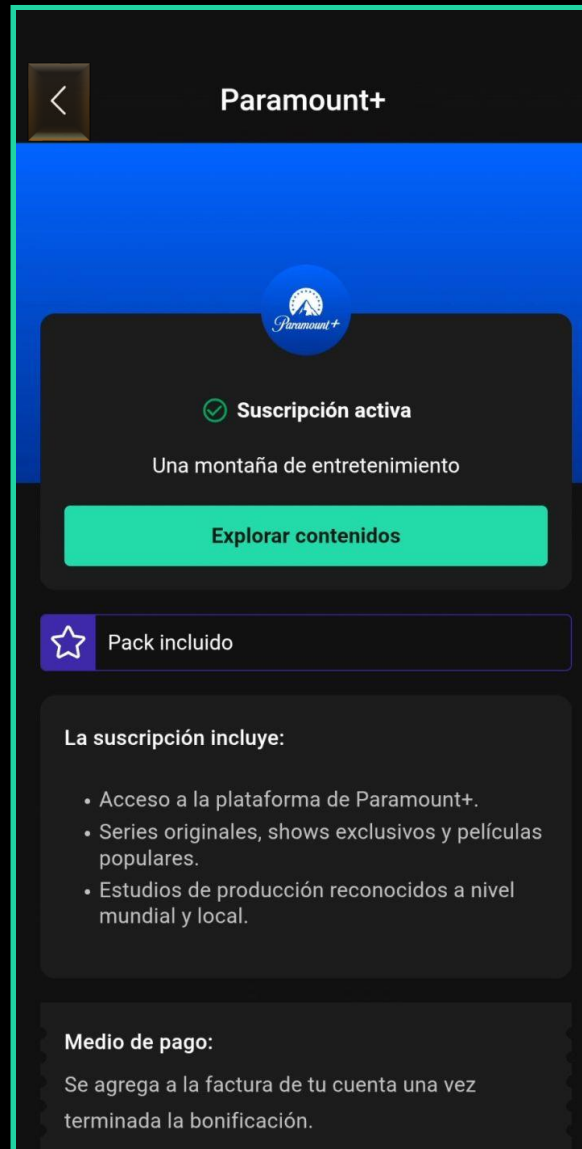 Paramount+
Paramount+
Suscripción activa
Una montaña de entretenimiento
Explorar contenidos
Pack incluido
La suscripción incluye:
• Acceso a la plataforma de Paramount+.
• Series originales, shows exclusivos y películas
populares.
• Estudios de producción reconocidos a nivel
mundial y local.
Medio de pago:
Se agrega a la factura de tu cuenta una vez
terminada la bonificación.